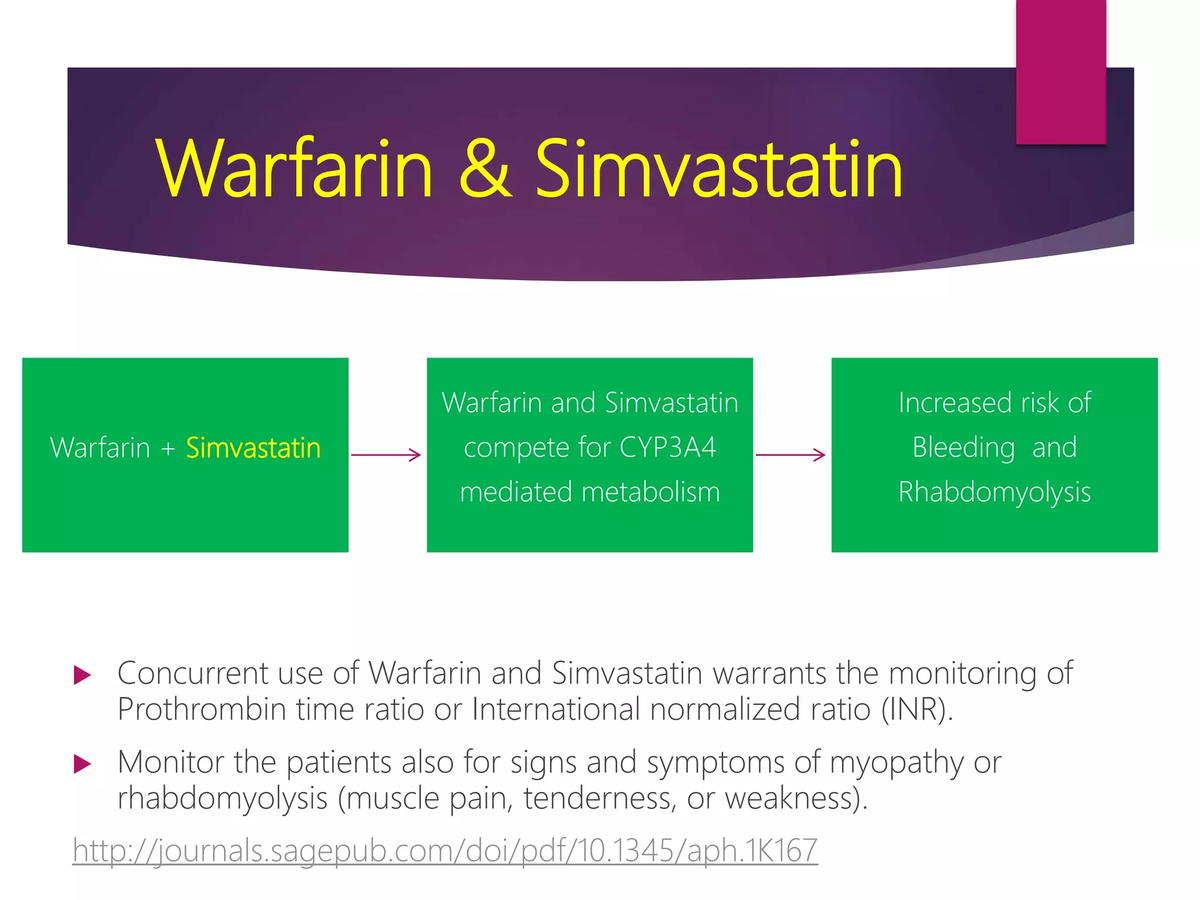 Warfarin & Simvastatin
Warfarin + Simvastatin
Warfarin and Simvastatin
compete for CYP3A4
mediated metabolism
Increased risk of
Bleeding and
Rhabdomyolysis
Concurrent use of Warfarin and Simvastatin warrants the monitoring of
Prothrombin time ratio or International normalized ratio (INR).
Monitor the patients also for signs and symptoms of myopathy or
rhabdomyolysis (muscle pain, tenderness, or weakness).
http://journals.sagepub.com/doi/pdf/10.1345/aph.1K167